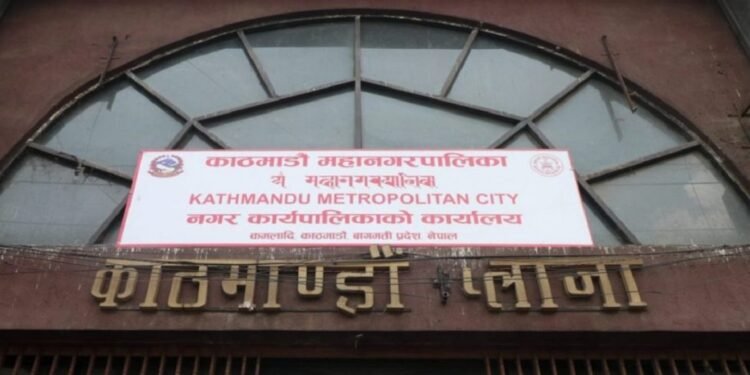 काठमाडौं महानगरपालिका
KATHMANDU METROPOLITAN CITY
नगर कार्यपालिकाको कार्यालय
कमलादि, काठमाडौं, बागमती प्रदेश, नेपाल
काठमाण्डौ प्लाजा